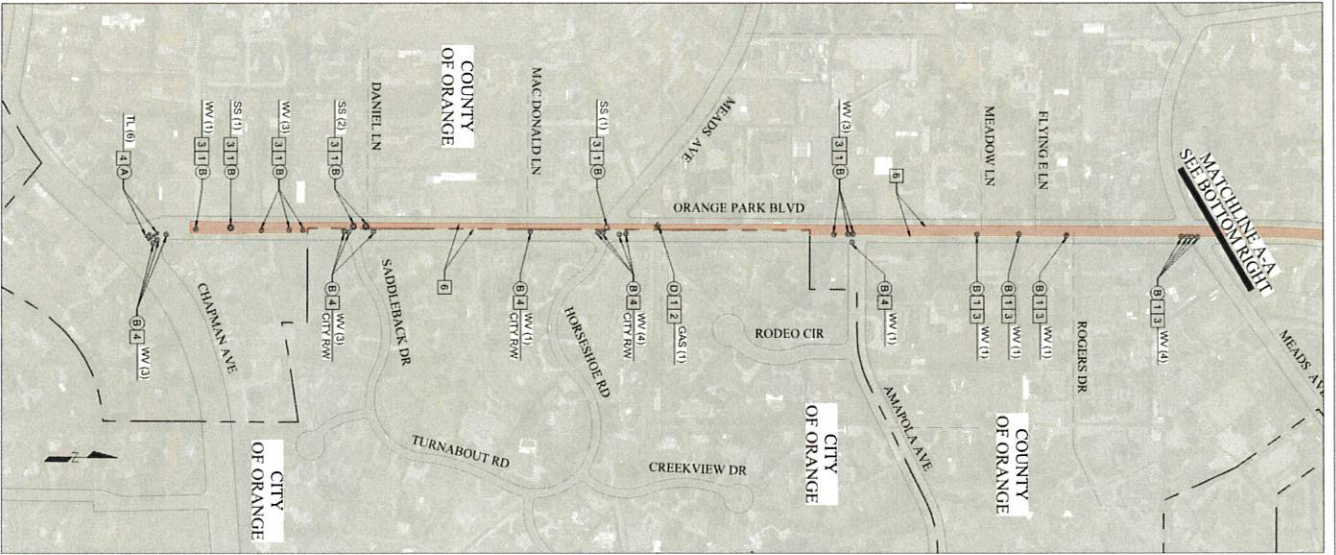 MATCHLINE A-A
SEE BOTTOM RIGHT
COUNTY
OF ORANGE
DANIEL LN
MAC DONALD LN
MEADS AVE
MEADOW LN
FLYING E LN
ORANGE PARK BLVD
TL (6)
4 A
WV (1)
3 1 B
SS (1)
3 1 B
WV (3)
3 1 B
SS (2)
3 1 B
SS (1)
3 1 B
WV (3)
3 1 B
6
B 4 WV (3)
B 4 WV (3)
CITY R/W
6
B 4 WV (1)
CITY R/W
B 4 WV (4)
CITY R/W
D 1 2 GAS (1)
B 4 WV (1)
B 1 3 WV (1)
B 1 3 WV (1)
B 1 3 WV (1)
B 1 3 WV (4)
CHAPMAN AVE
SADDLEBACK DR
HORSESHOE RD
RODEO CIR
AMAPOLA AVE
ROGERS DR
MEADS AVE
TURNABOUT RD
CREEKVIEW DR
CITY
OF ORANGE
CITY
OF ORANGE
COUNTY
OF ORANGE
Z